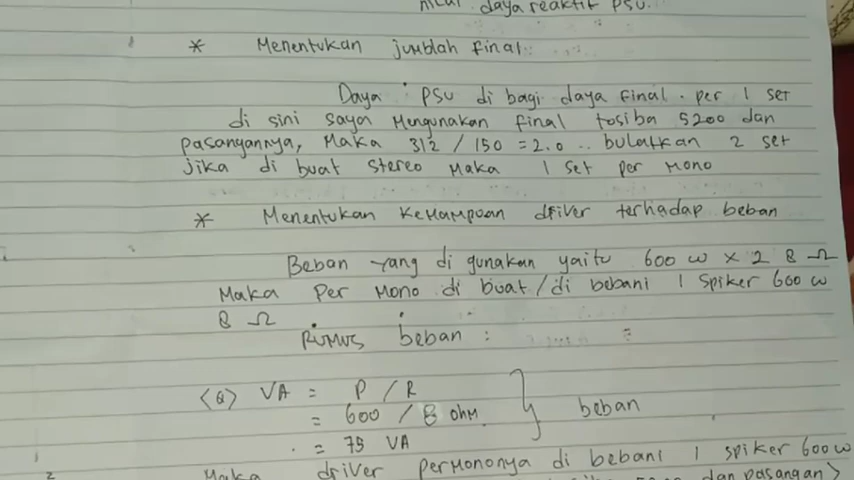 nilai daya reaktif PSU.
* Menentukan jumblah final
Daya PSU di bagi daya final. per 1 set
di sini saya Mengunakan final tosiba 5200 dan
pasangannya, Maka 312 / 150 = 2.0 .. bulatkan 2 set
jika di buat stereo Maka 1 set per Mono
* Menentukan KeMampuan driver terhadap beban
Beban yang di gunakan yaitu 600 w x 2 8 Ω
Maka Per Mono di buat/di bebani 1 Spiker 600 w
8 Ω
RUMUS beban :
<Q> VA = P / R
= 600 / 8 ohm } beban
= 75 VA
Maka driver permononya di bebani 1 spiker 600 w
dan pasangan>